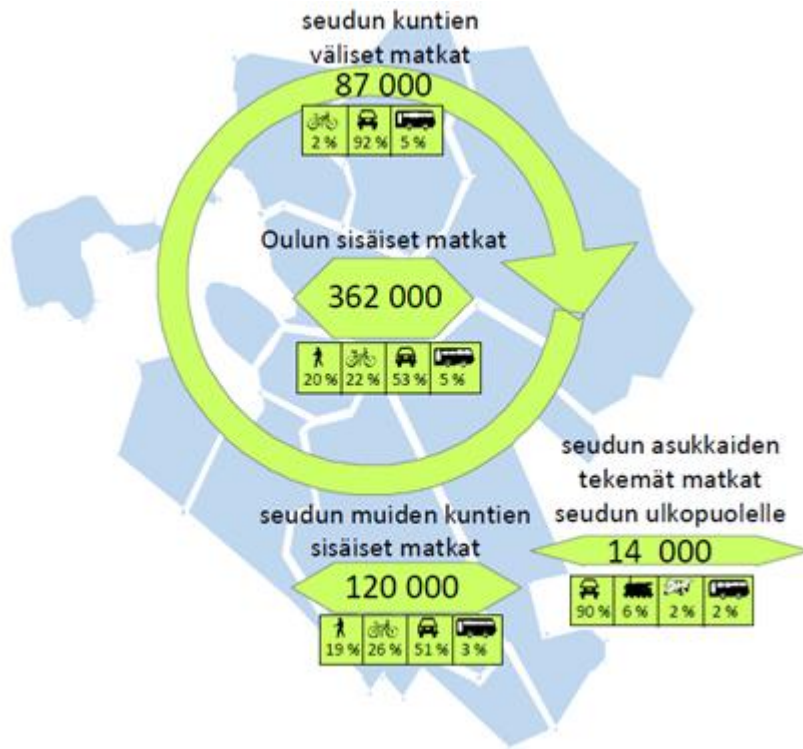 seudun kuntien
väliset matkat
87 000
2 % 92 % 5 %
Oulun sisäiset matkat
362 000
20 % 22 % 53 % 5 %
seudun asukkaiden
tekemät matkat
seudun ulkopuolelle
14 000
90 % 6 % 2 % 2 %
seudun muiden kuntien
sisäiset matkat
120 000
19 % 26 % 51 % 3 %